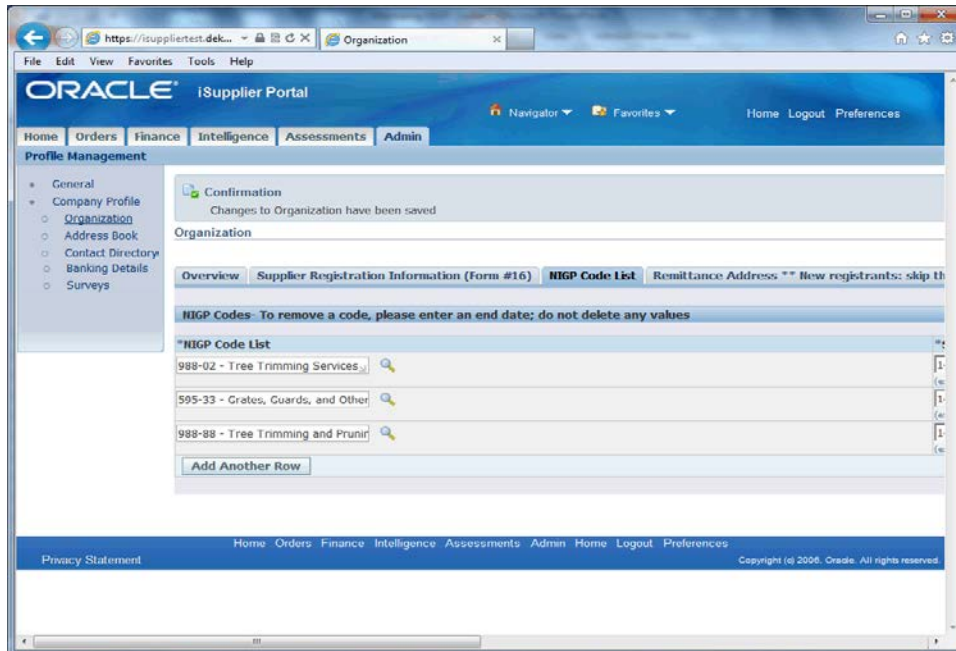 https://isuppliertest.dek...
Organization
File Edit View Favorites Tools Help
ORACLE iSupplier Portal
Navigator Favorites Home Logout Preferences
Home Orders Finance Intelligence Assessments Admin
Profile Management
General
Company Profile
Organization
Address Book
Contact Directory
Banking Details
Surveys
Confirmation
Changes to Organization have been saved
Organization
Overview Supplier Registration Information (Form #16) NIGP Code List Remittance Address ** New registrants: skip th
NIGP Codes- To remove a code, please enter an end date; do not delete any values
*NIGP Code List
988-02 - Tree Trimming Services
1-
595-33 - Grates, Guards, and Other
1-
988-88 - Tree Trimming and Prunin
1-
Add Another Row
Home Orders Finance Intelligence Assessments Admin Home Logout Preferences
Privacy Statement
Copyright (c) 2006, Oracle. All rights reserved.